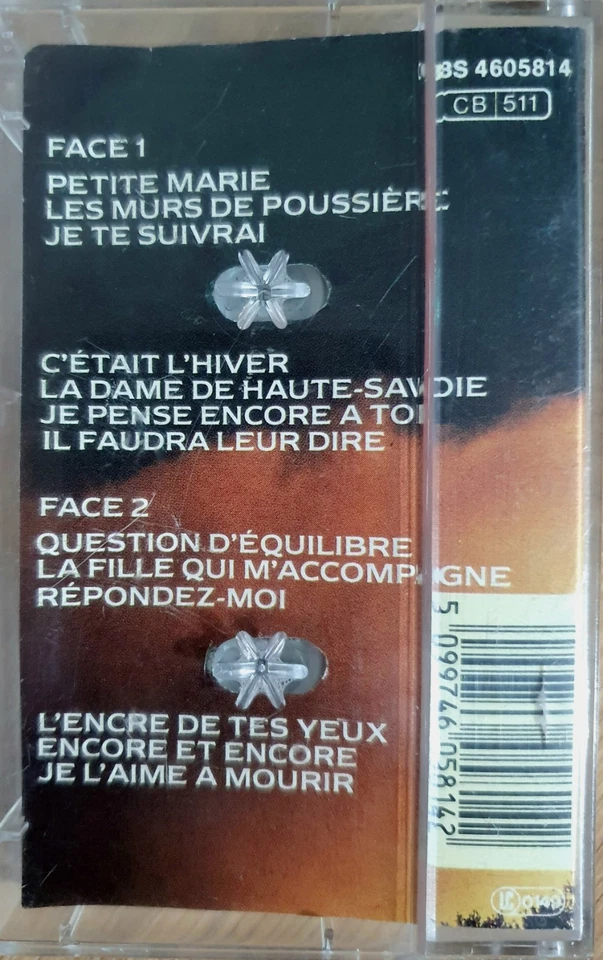 CBS 4605814
CB 511
FACE 1
PETITE MARIE
LES MURS DE POUSSIÈRE
JE TE SUIVRAI
C'ÉTAIT L'HIVER
LA DAME DE HAUTE-SAVOIE
JE PENSE ENCORE A TOI
IL FAUDRA LEUR DIRE
FACE 2
QUESTION D'ÉQUILIBRE
LA FILLE QUI M'ACCOMPAGNE
RÉPONDEZ-MOI
L'ENCRE DE TES YEUX
ENCORE ET ENCORE
JE L'AIME A MOURIR
5 099746 058142
LC 0149